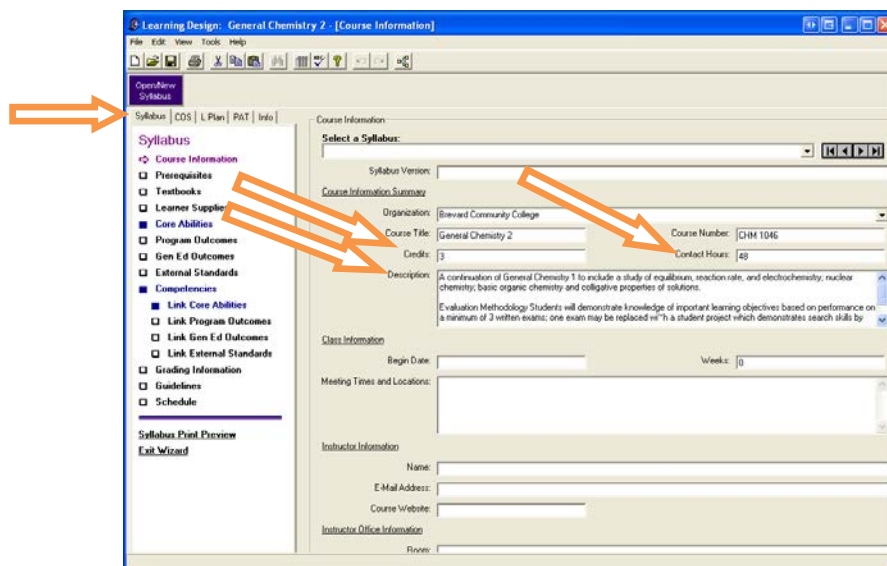 Learning Design: General Chemistry 2 - [Course Information]
File Edit View Tools Help
Open/New
Syllabus
Syllabus COS L Plan PAT Info
Syllabus
Course Information
Prerequisites
Textbooks
Learner Supplies
Core Abilities
Program Outcomes
Gen Ed Outcomes
External Standards
Competencies
Link Core Abilities
Link Program Outcomes
Link Gen Ed Outcomes
Link External Standards
Grading Information
Guidelines
Schedule
Syllabus Print Preview
Exit Wizard
Course Information
Select a Syllabus:
Syllabus Version:
Course Information Summary
Organization: Brevard Community College
Course Title: General Chemistry 2 Course Number: CHM 1046
Credits: 3 Contact Hours: 48
Description: A continuation of General Chemistry 1 to include a study of equilibrium, reaction rate, and electrochemistry, nuclear
chemistry; basic organic chemistry and colligative properties of solutions.
Evaluation Methodology Students will demonstrate knowledge of important learning objectives based on performance on
a minimum of 3 written exams; one exam may be replaced with a student project which demonstrates search skills by
Class Information
Begin Date: Weeks: 0
Meeting Times and Locations:
Instructor Information
Name:
E-Mail Address:
Course Website:
Instructor Office Information
Room: